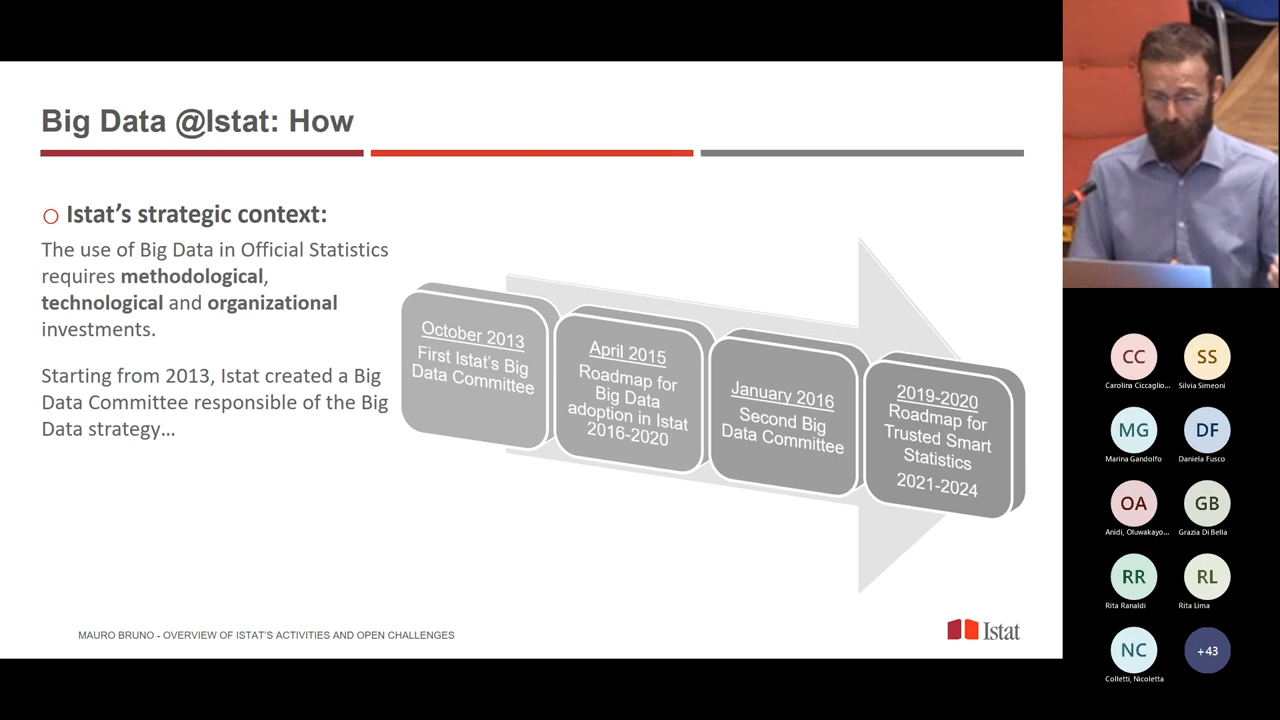 Big Data @Istat: How
Istat's strategic context:
The use of Big Data in Official Statistics
requires methodological,
technological and organizational
investments.
Starting from 2013, Istat created a Big
Data Committee responsible of the Big
Data strategy...
October 2013
First Istat's Big
Data Committee
April 2015
Roadmap for
Big Data
adoption in Istat
2016-2020
January 2016
Second Big
Data Committee
2019-2020
Roadmap for
Trusted Smart
Statistics
2021-2024
MAURO BRUNO - OVERVIEW OF ISTAT'S ACTIVITIES AND OPEN CHALLENGES
Istat
CC
SS
Carolina Ciccaglio...
Silvia Simeoni
MG
DF
Marina Gandolfo
Daniela Fusco
OA
GB
Anidi, Oluwakayo...
Grazia Di Bella
RR
RL
Rita Ranaldi
Rita Lima
NC
+43
Colletti, Nicoletta